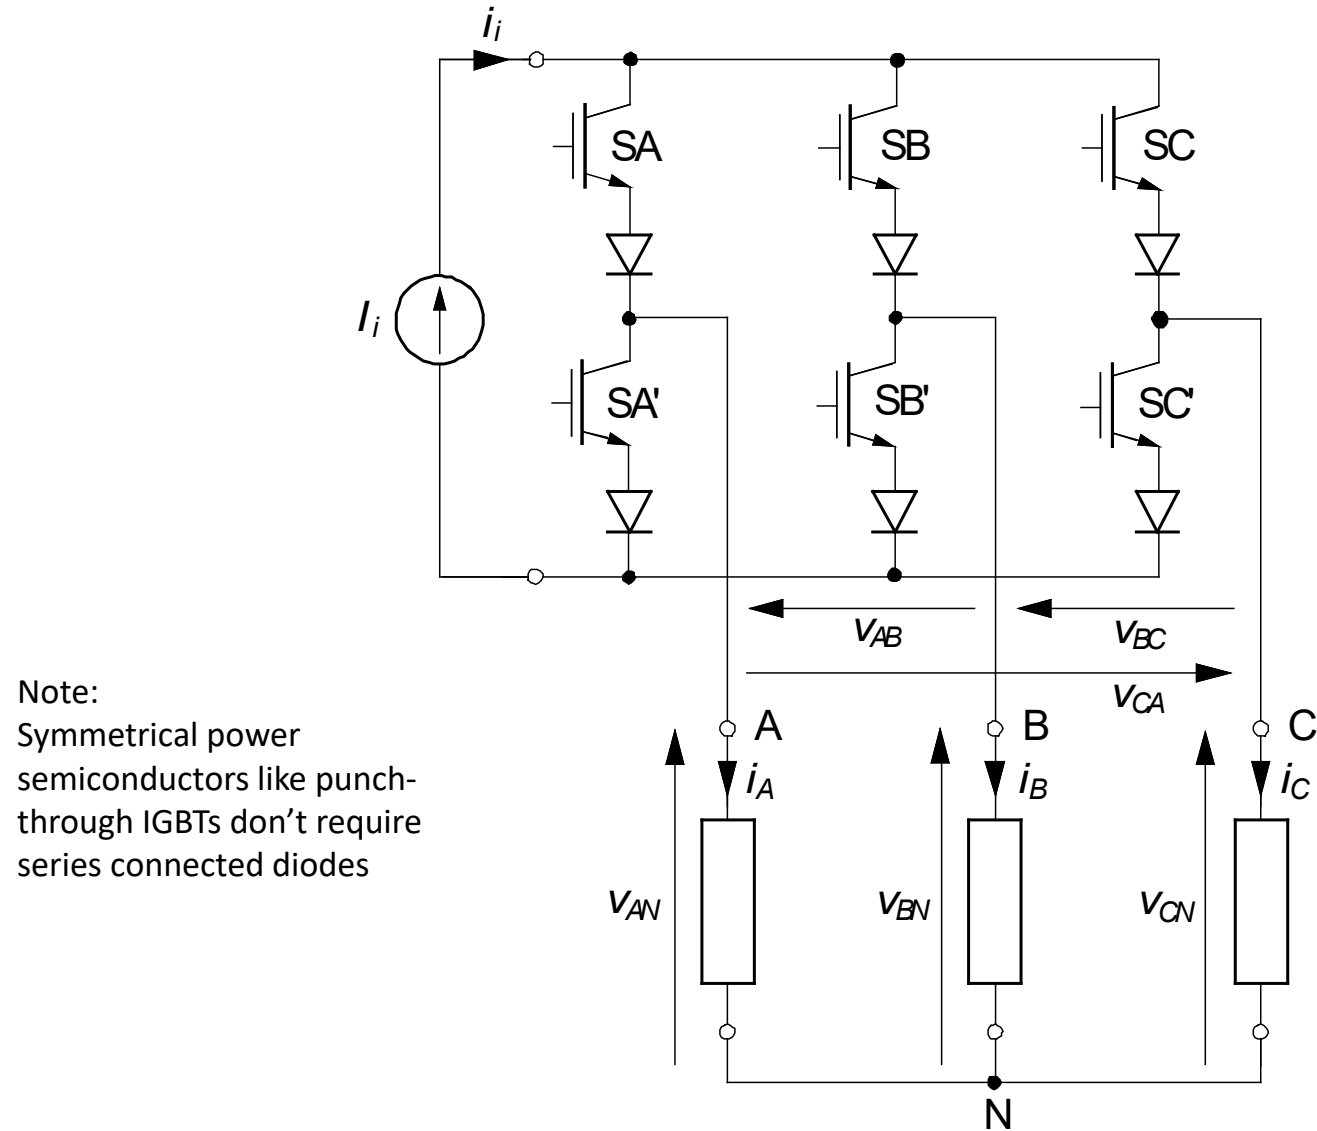 i_i
SA
SB
SC
I_i
SA'
SB'
SC'
v_AB
v_BC
v_CA
Note:
Symmetrical power
semiconductors like punch-
through IGBTs don’t require
series connected diodes
A
B
C
i_A
i_B
i_C
v_AN
v_BN
v_CN
N